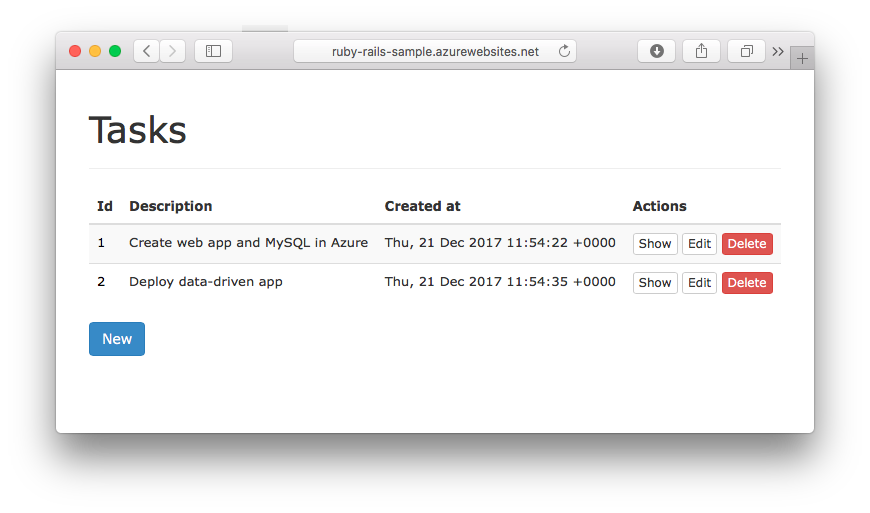 ruby-rails-sample.azurewebsites.net
Tasks
Id Description Created at Actions
1 Create web app and MySQL in Azure Thu, 21 Dec 2017 11:54:22 +0000 Show Edit Delete
2 Deploy data-driven app Thu, 21 Dec 2017 11:54:35 +0000 Show Edit Delete
New